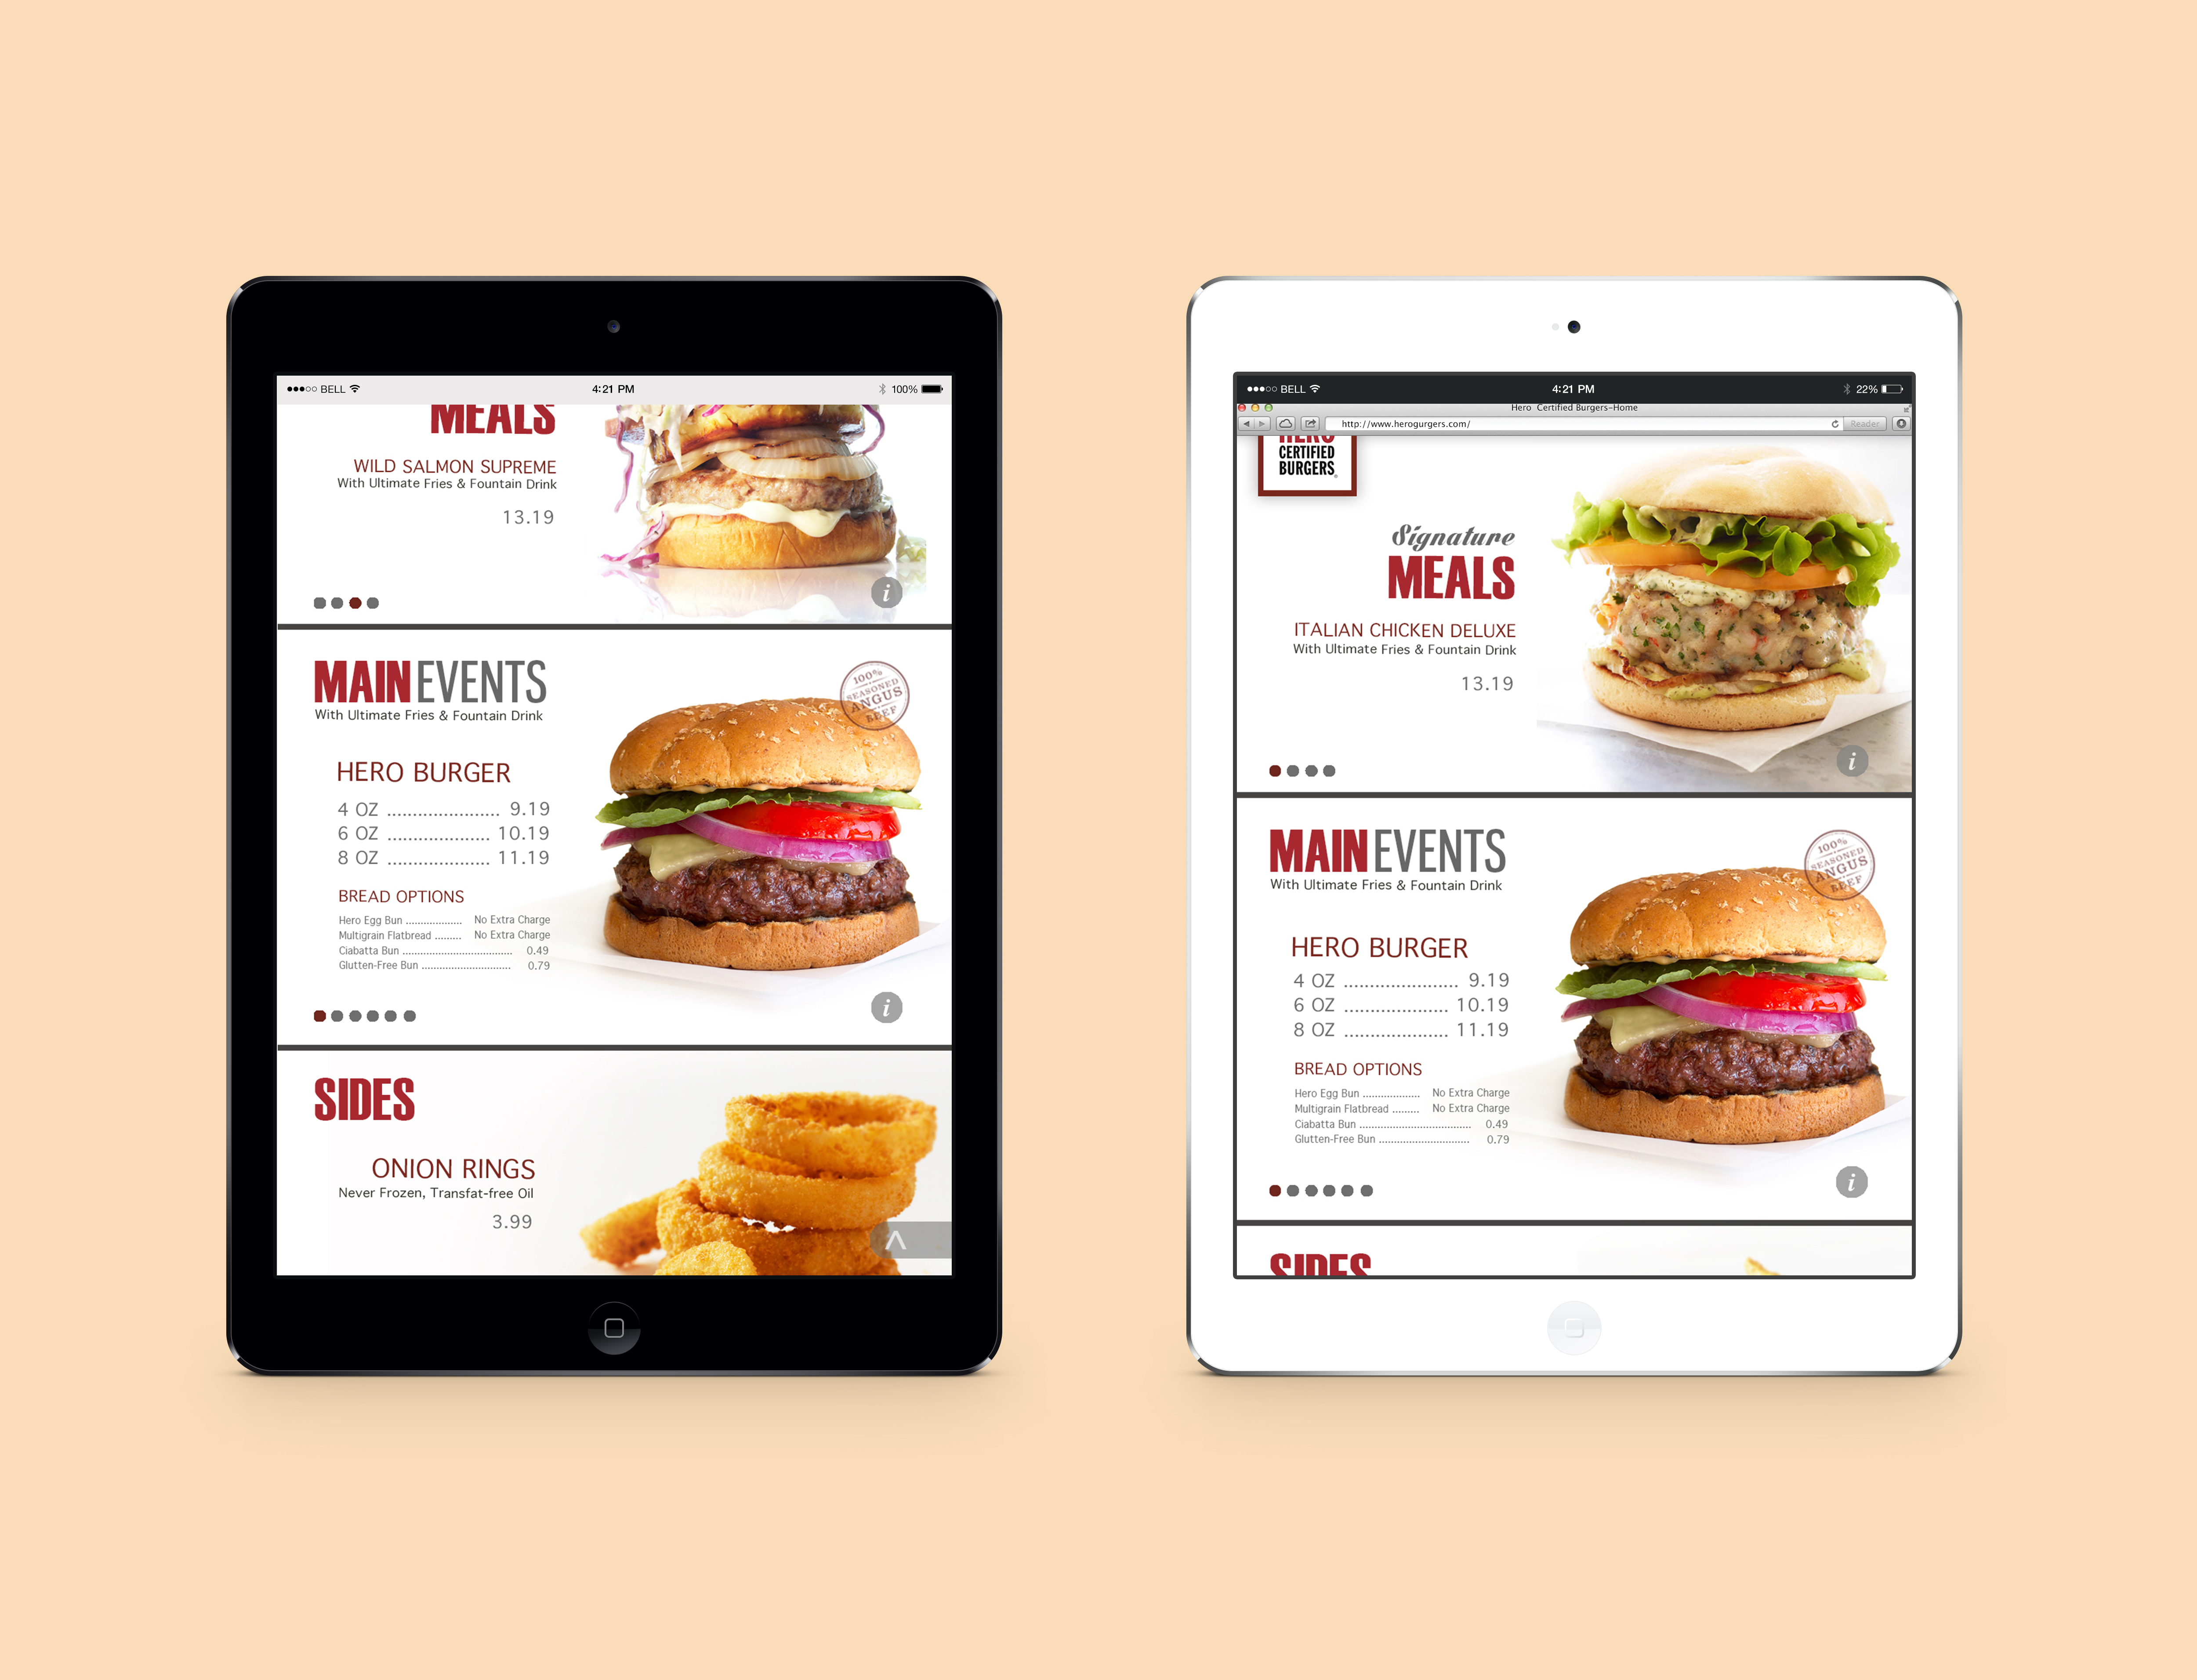 BELL
4:21 PM
100%
MEALS
WILD SALMON SUPREME
With Ultimate Fries & Fountain Drink
13.19
i
MAIN EVENTS
With Ultimate Fries & Fountain Drink
100%
SEASONED
ANGUS
BEEF
HERO BURGER
4 OZ ..................... 9.19
6 OZ ................... 10.19
8 OZ ................... 11.19
BREAD OPTIONS
Hero Egg Bun ................... No Extra Charge
Multigrain Flatbread ......... No Extra Charge
Ciabatta Bun ..................................... 0.49
Glutten-Free Bun .............................. 0.79
i
SIDES
ONION RINGS
Never Frozen, Transfat-free Oil
3.99
BELL
4:21 PM
22%
Hero Certified Burgers-Home
http://www.herogurgers.com/
Reader
HERO
CERTIFIED
BURGERS
Signature
MEALS
ITALIAN CHICKEN DELUXE
With Ultimate Fries & Fountain Drink
13.19
i
MAIN EVENTS
With Ultimate Fries & Fountain Drink
100%
SEASONED
ANGUS
BEEF
HERO BURGER
4 OZ ..................... 9.19
6 OZ ................... 10.19
8 OZ ................... 11.19
BREAD OPTIONS
Hero Egg Bun ................... No Extra Charge
Multigrain Flatbread ......... No Extra Charge
Ciabatta Bun ..................................... 0.49
Glutten-Free Bun .............................. 0.79
i
SIDES